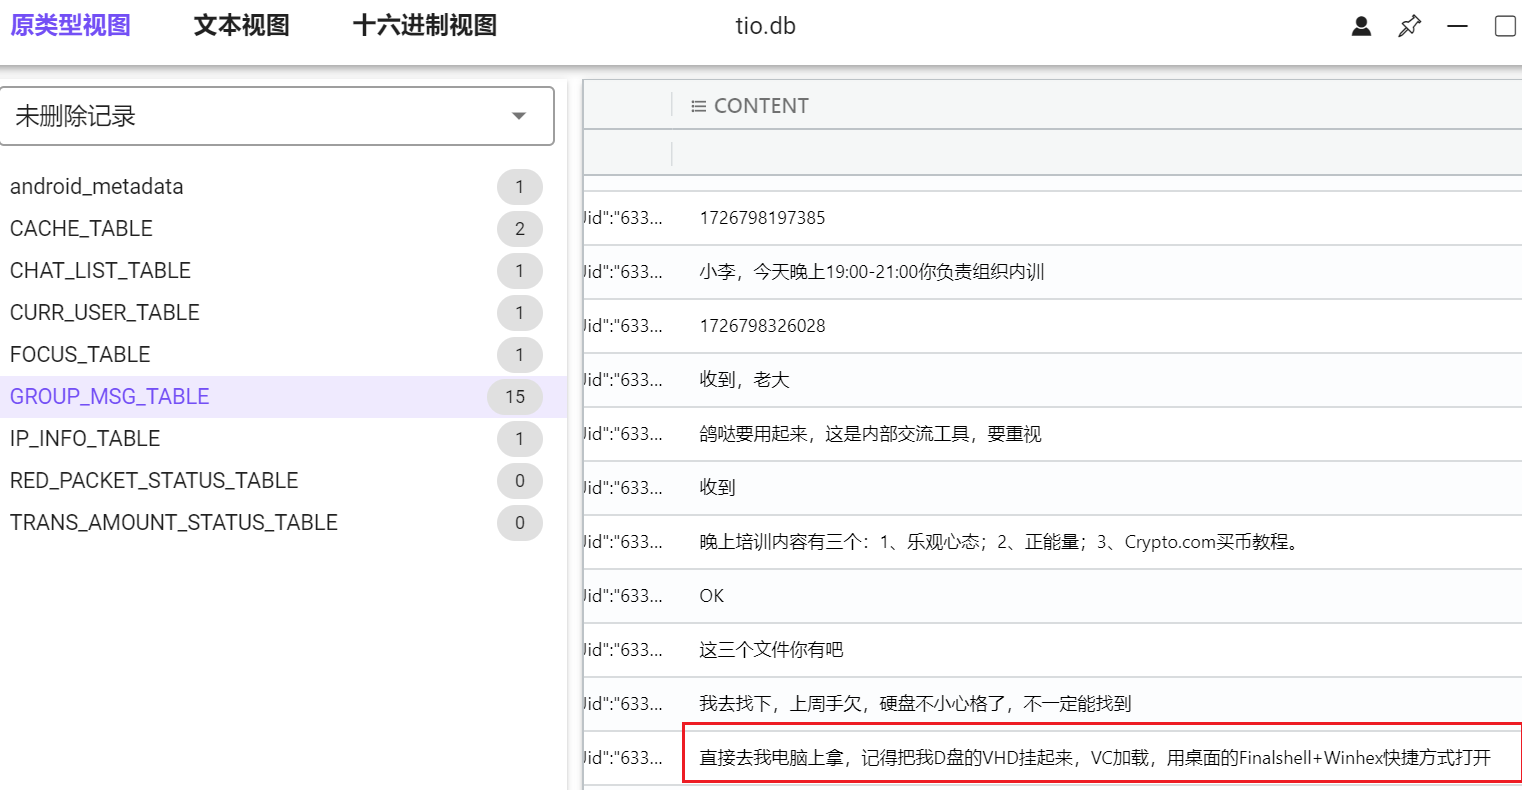 原类型视图 文本视图 十六进制视图 tio.db
未删除记录
android_metadata 1
CACHE_TABLE 2
CHAT_LIST_TABLE 1
CURR_USER_TABLE 1
FOCUS_TABLE 1
GROUP_MSG_TABLE 15
IP_INFO_TABLE 1
RED_PACKET_STATUS_TABLE 0
TRANS_AMOUNT_STATUS_TABLE 0
CONTENT
id":"633... 1726798197385
id":"633... 小李，今天晚上19:00-21:00你负责组织内训
id":"633... 1726798326028
id":"633... 收到，老大
id":"633... 鸽哒要用起来，这是内部交流工具，要重视
id":"633... 收到
id":"633... 晚上培训内容有三个：1、乐观心态；2、正能量；3、Crypto.com买币教程。
id":"633... OK
id":"633... 这三个文件你有吧
id":"633... 我去找下，上周手欠，硬盘不小心格了，不一定能找到
id":"633... 直接去我电脑上拿，记得把我D盘的VHD挂起来，VC加载，用桌面的Finalshell+Winhex快捷方式打开